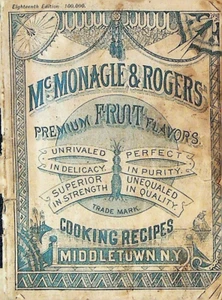 Eighteenth Edition 100,000.
McMONAGLE & ROGERS
PREMIUM FRUIT FLAVORS
UNRIVALED IN DELICACY.
PERFECT IN PURITY.
SUPERIOR IN STRENGTH
UNEQUALED IN QUALITY.
TRADE MARK
COOKING RECIPES
MIDDLETOWN. N.Y.